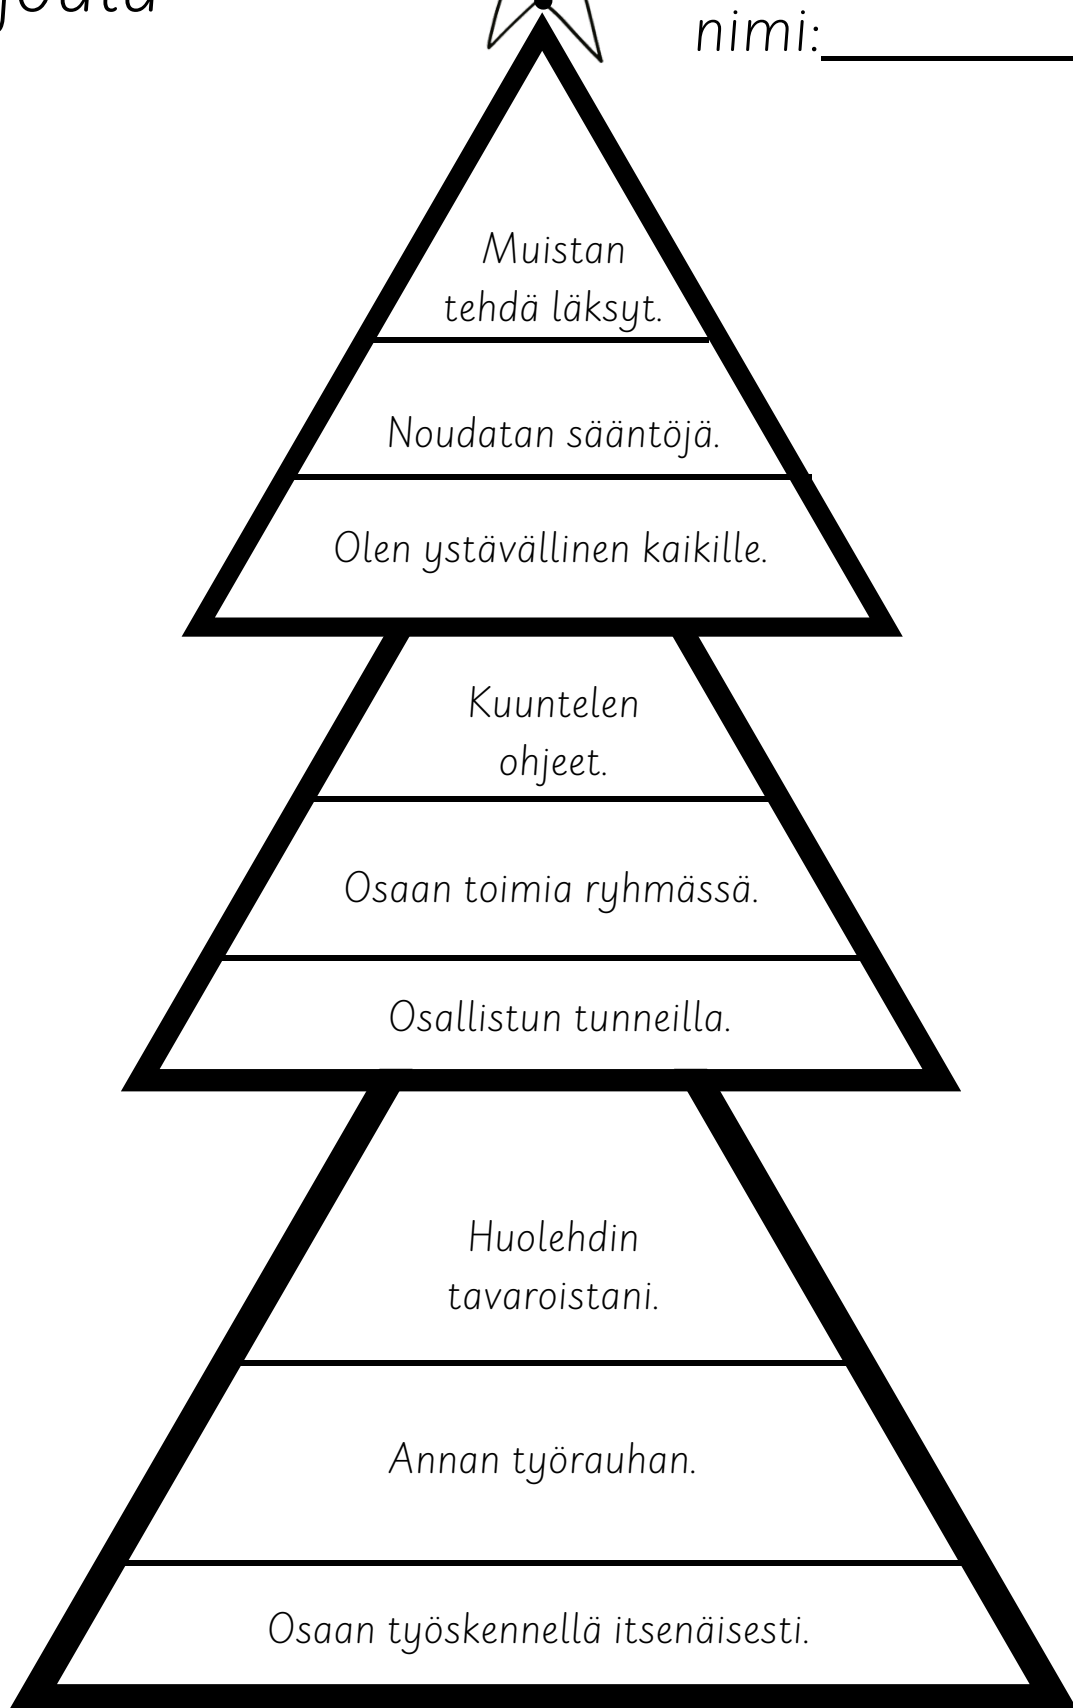 nimi:
Muistan
tehdä läksyt.
Noudatan sääntöjä.
Olen ystävällinen kaikille.
Kuuntelen
ohjeet.
Osaan toimia ryhmässä.
Osallistun tunneilla.
Huolehdin
tavaroistani.
Annan työrauhan.
Osaan työskennellä itsenäisesti.